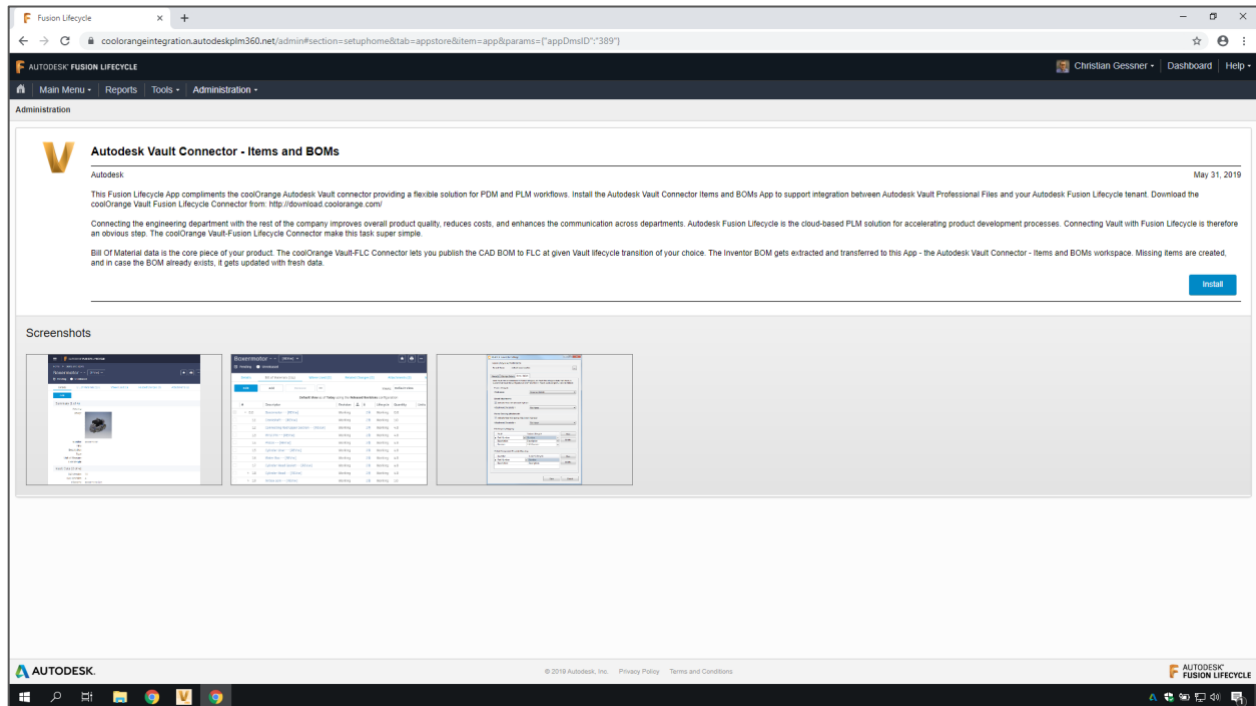 Fusion Lifecycle
coolorangeintegration.autodeskplm360.net/admin#section=setuphome&tab=appstore&item=app&params={"appDmsID":"389"}
AUTODESK® FUSION LIFECYCLE
Christian Gessner
Dashboard
Help
Main Menu
Reports
Tools
Administration
Administration
Autodesk Vault Connector - Items and BOMs
Autodesk
May 31, 2019
This Fusion Lifecycle App compliments the coolOrange Autodesk Vault connector providing a flexible solution for PDM and PLM workflows. Install the Autodesk Vault Connector Items and BOMs App to support integration between Autodesk Vault Professional Files and your Autodesk Fusion Lifecycle tenant. Download the
coolOrange Vault Fusion Lifecycle Connector from: http://download.coolorange.com/
Connecting the engineering department with the rest of the company improves overall product quality, reduces costs, and enhances the communication across departments. Autodesk Fusion Lifecycle is the cloud-based PLM solution for accelerating product development processes. Connecting Vault with Fusion Lifecycle is therefore
an obvious step. The coolOrange Vault-Fusion Lifecycle Connector make this task super simple.
Bill Of Material data is the core piece of your product. The coolOrange Vault-FLC Connector lets you publish the CAD BOM to FLC at given Vault lifecycle transition of your choice. The Inventor BOM gets extracted and transferred to this App - the Autodesk Vault Connector - Items and BOMs workspace. Missing items are created,
and in case the BOM already exists, it gets updated with fresh data.
Install
Screenshots
Boxermotor
AUTODESK.
© 2019 Autodesk, Inc.
Privacy Policy
Terms and Conditions
AUTODESK®
FUSION LIFECYCLE